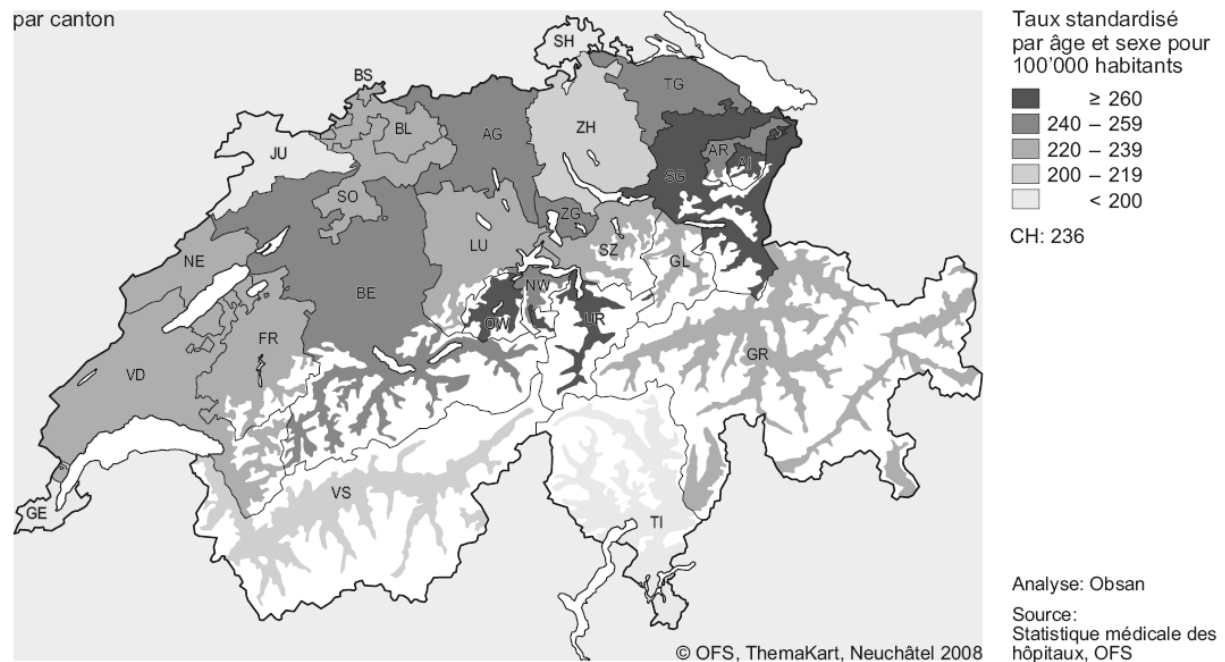 par canton
Taux standardisé
par âge et sexe pour
100'000 habitants
≥ 260
240 – 259
220 – 239
200 – 219
< 200
CH: 236
SH
BS
TG
BL
AG
ZH
JU
AR
AI
SG
SO
ZG
LU
SZ
NE
GL
NW
BE
OW
UR
FR
GR
VD
VS
GE
TI
Analyse: Obsan
Source:
Statistique médicale des
hôpitaux, OFS
© OFS, ThemaKart, Neuchâtel 2008